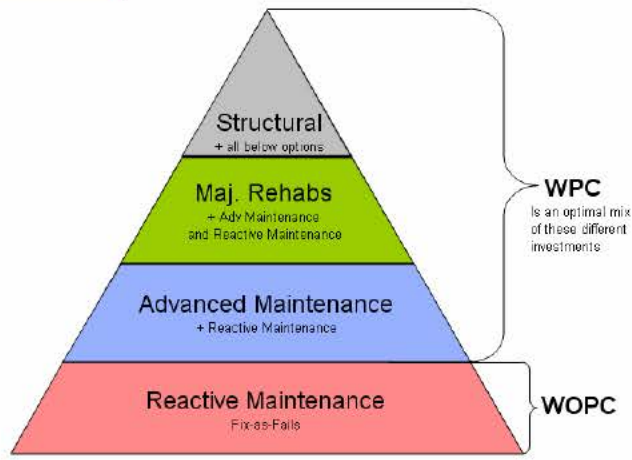 Structural
+ all below options
Maj. Rehabs
+ Adv Maintenance
and Reactive Maintenance
WPC
Is an optimal mix
of these different
investments
Advanced Maintenance
+ Reactive Maintenance
Reactive Maintenance
Fix-as-Fails
WOPC